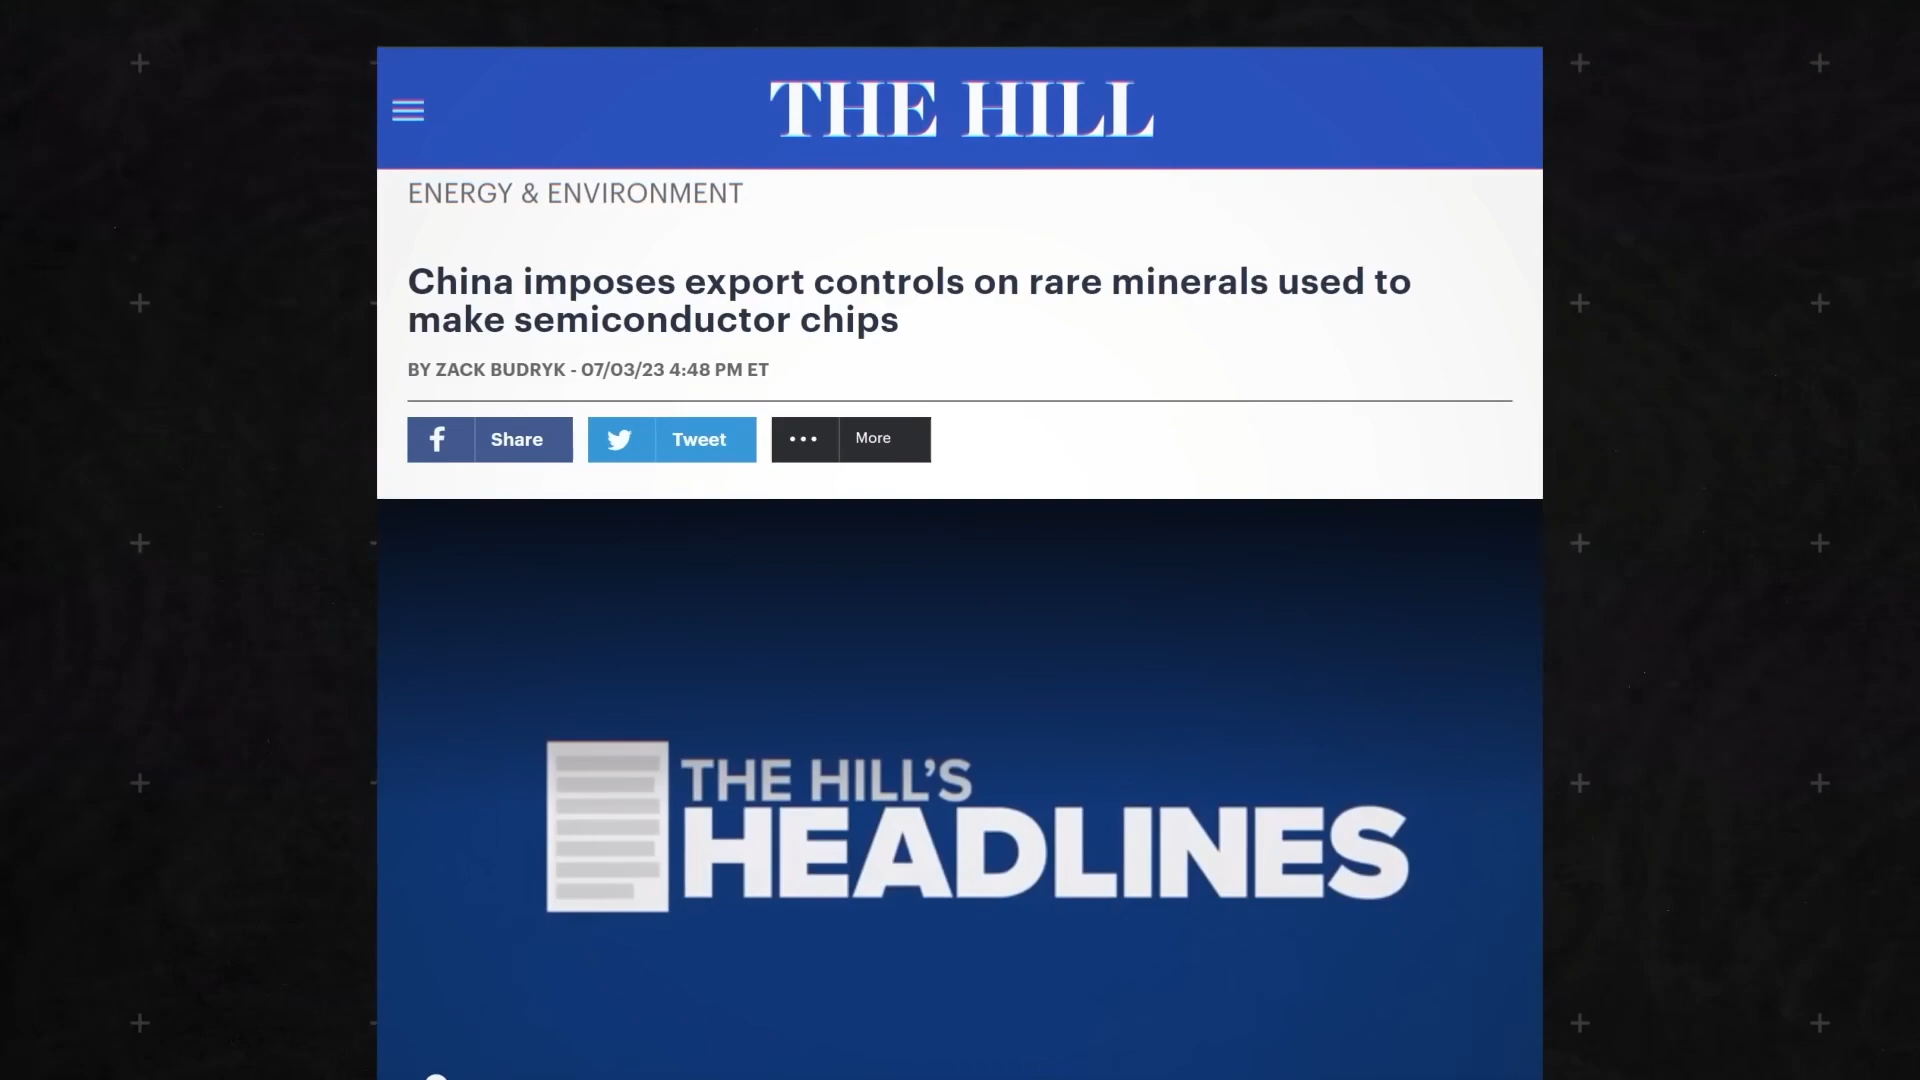 THE HILL
ENERGY & ENVIRONMENT
China imposes export controls on rare minerals used to
make semiconductor chips
BY ZACK BUDRYK - 07/03/23 4:48 PM ET
Share
Tweet
More
THE HILL'S
HEADLINES